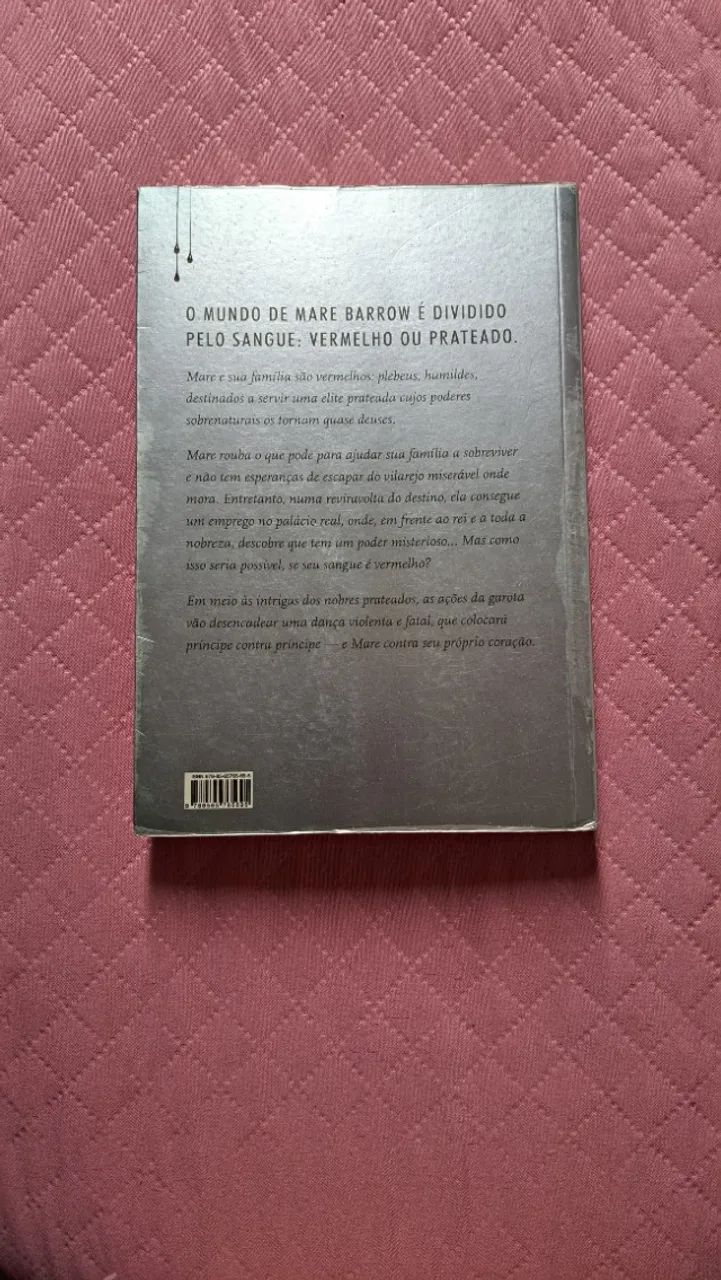 O MUNDO DE MARE BARROW É DIVIDIDO
PELO SANGUE: VERMELHO OU PRATEADO.
Mare e sua família são vermelhos: plebeus, humildes,
destinados a servir uma elite prateada cujos poderes
sobrenaturais os tornam quase deuses.
Mare rouba o que pode para ajudar sua família a sobreviver
e não tem esperanças de escapar do vilarejo miserável onde
mora. Entretanto, numa reviravolta do destino, ela consegue
um emprego no palácio real, onde, em frente ao rei e a toda a
nobreza, descobre que tem um poder misterioso... Mas como
isso seria possível, se seu sangue é vermelho?
Em meio às intrigas dos nobres prateados, as ações da garota
vão desencadear uma dança violenta e fatal, que colocará
príncipe contra príncipe — e Mare contra seu próprio coração.
ISBN